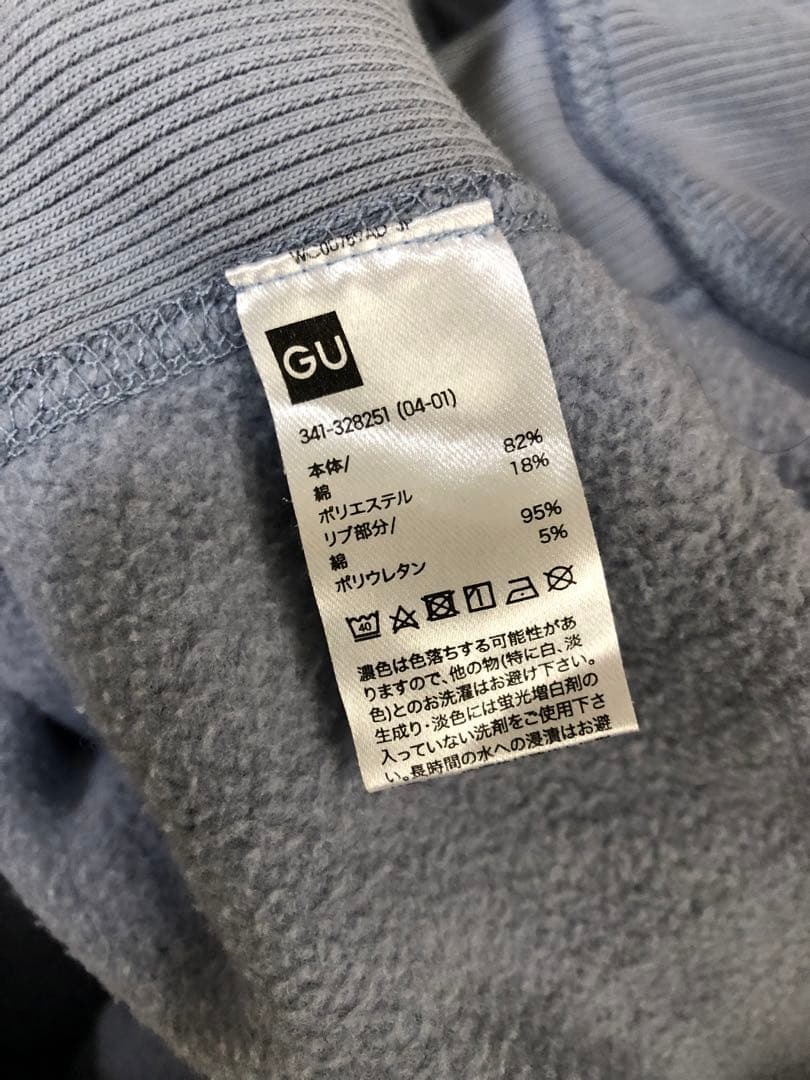 GU
341-328251 (04-01)
本体/
綿 82%
ポリエステル 18%
リブ部分/
綿 95%
ポリウレタン 5%
40
濃色は色落ちする可能性があ
りますので、他の物(特に白、淡
色)とのお洗濯はお避け下さい。
生成り・淡色には蛍光増白剤の
入っていない洗剤をご使用下さ
い。長時間の水への浸漬はお避